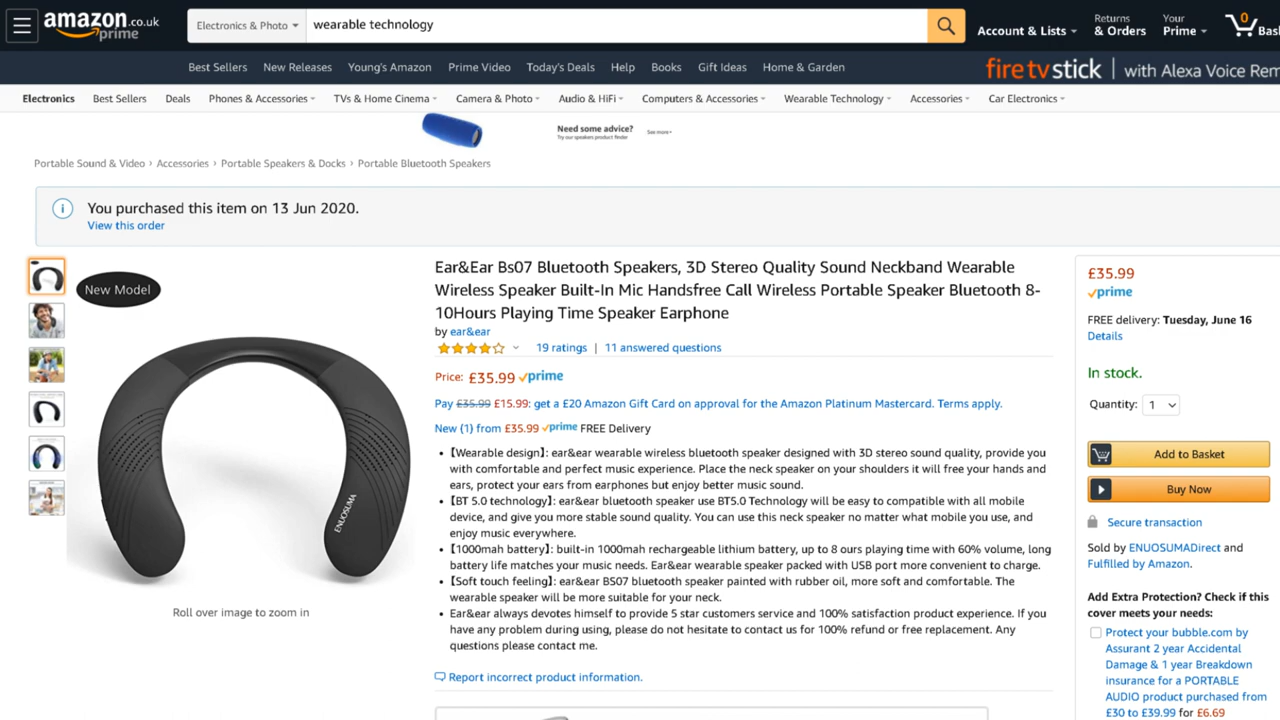 amazon.co.uk
prime
Electronics & Photo
wearable technology
Account & Lists
Returns
& Orders
Your
Prime
0
Best Sellers New Releases Young's Amazon Prime Video Today's Deals Help Books Gift Ideas Home & Garden
fire tv stick | with Alexa Voice
Electronics Best Sellers Deals Phones & Accessories TVs & Home Cinema Camera & Photo Audio & HiFi Computers & Accessories Wearable Technology Accessories Car Electronics
Need some advice?
Try our speakers product finder
See more
Portable Sound & Video › Accessories › Portable Speakers & Docks › Portable Bluetooth Speakers
You purchased this item on 13 Jun 2020.
View this order
New Model
ENUOSUMA
Roll over image to zoom in
Ear&Ear Bs07 Bluetooth Speakers, 3D Stereo Quality Sound Neckband Wearable
Wireless Speaker Built-In Mic Handsfree Call Wireless Portable Speaker Bluetooth 8-
10Hours Playing Time Speaker Earphone
by ear&ear
19 ratings | 11 answered questions
Price: £35.99 prime
Pay £35.99 £15.99: get a £20 Amazon Gift Card on approval for the Amazon Platinum Mastercard. Terms apply.
New (1) from £35.99 prime FREE Delivery
• 【Wearable design】: ear&ear wearable wireless bluetooth speaker designed with 3D stereo sound quality, provide you
with comfortable and perfect music experience. Place the neck speaker on your shoulders it will free your hands and
ears, protect your ears from earphones but enjoy better music sound.
• 【BT 5.0 technology】: ear&ear bluetooth speaker use BT5.0 Technology will be easy to compatible with all mobile
device, and give you more stable sound quality. You can use this neck speaker no matter what mobile you use, and
enjoy music everywhere.
• 【1000mah battery】: built-in 1000mah rechargeable lithium battery, up to 8 ours playing time with 60% volume, long
battery life matches your music needs. Ear&ear wearable speaker packed with USB port more convenient to charge.
• 【Soft touch feeling】: ear&ear BS07 bluetooth speaker painted with rubber oil, more soft and comfortable. The
wearable speaker will be more suitable for your neck.
• Ear&ear always devotes himself to provide 5 star customers service and 100% satisfaction product experience. If you
have any problem during using, please do not hesitate to contact us for 100% refund or free replacement. Any
questions please contact me.
Report incorrect product information.
£35.99
prime
FREE delivery: Tuesday, June 16
Details
In stock.
Quantity: 1
Add to Basket
Buy Now
Secure transaction
Sold by ENUOSUMADirect and
Fulfilled by Amazon.
Add Extra Protection? Check if this
cover meets your needs:
Protect your bubble.com by
Assurant 2 year Accidental
Damage & 1 year Breakdown
insurance for a PORTABLE
AUDIO product purchased from
£30 to £39.99 for £6.69